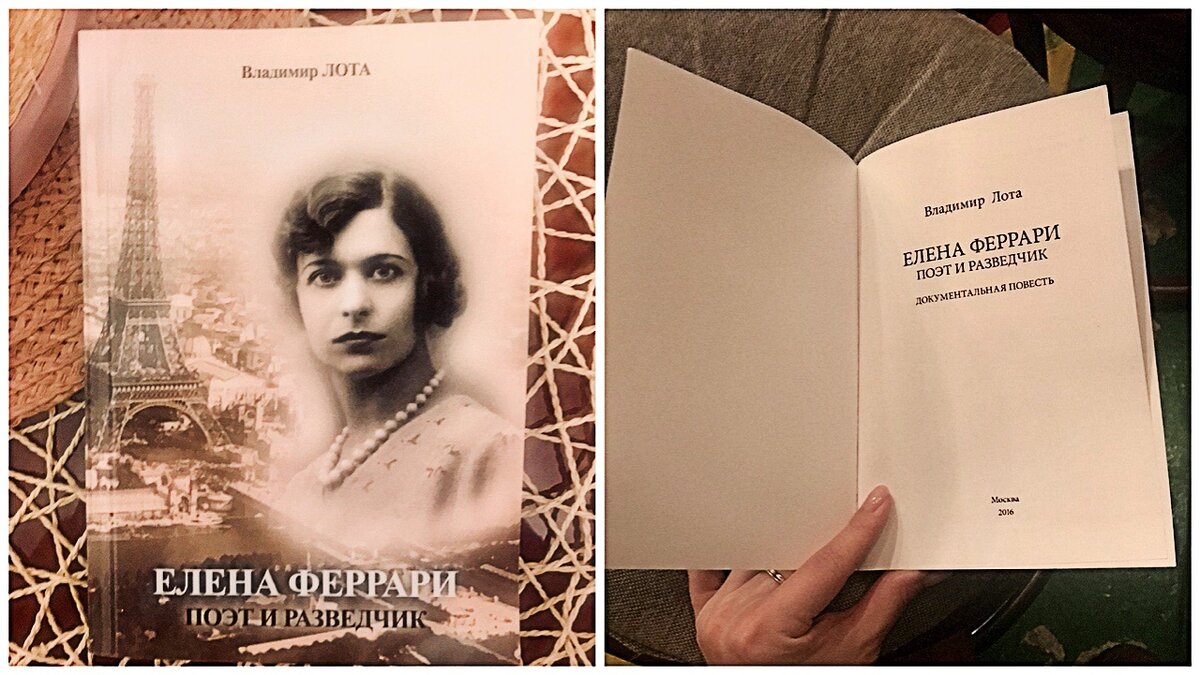 Владимир ЛОТА
ЕЛЕНА ФЕРРАРИ
ПОЭТ И РАЗВЕДЧИК
Владимир Лота
ЕЛЕНА ФЕРРАРИ
ПОЭТ И РАЗВЕДЧИК
ДОКУМЕНТАЛЬНАЯ ПОВЕСТЬ
Москва
2016